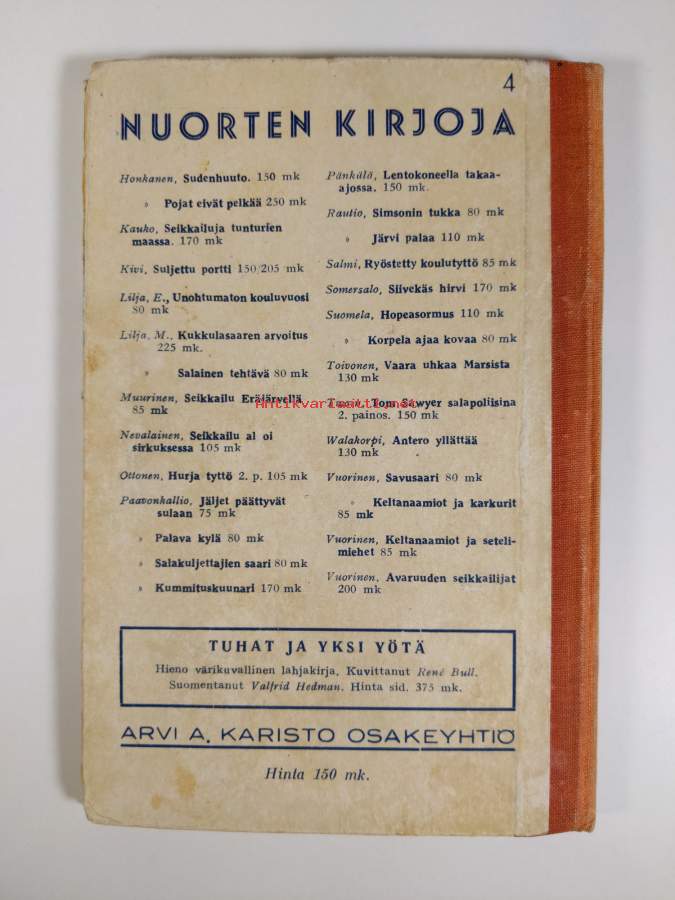 4
NUORTEN KIRJOJA
Honkanen, Sudenhuuto. 150 mk
» Pojat eivät pelkää 250 mk
Kauko, Seikkailuja tunturien
maassa. 170 mk
Kivi, Suljettu portti 150/205 mk
Lilja, E., Unohtumaton kouluvuosi
80 mk
Lilja, M., Kukkulasaaren arvoitus
225 mk.
» Salainen tehtävä 80 mk
Muurinen, Seikkailu Eräjärvellä
85 mk
Nevalainen, Seikkailu al oi
sirkuksessa 105 mk
Ottonen, Hurja tyttö 2. p. 105 mk
Paavonkallio, Jäljet päättyvät
sulaan 75 mk
» Palava kylä 80 mk
» Salakuljettajien saari 80 mk
» Kummituskuunari 170 mk
Pänkälä, Lentokoneella takaa-
ajossa. 150 mk.
Rautio, Simsonin tukka 80 mk
» Järvi palaa 110 mk
Salmi, Ryöstetty koulutyttö 85 mk
Somersalo, Siivekäs hirvi 170 mk
Suomela, Hopeasormus 110 mk
» Korpela ajaa kovaa 80 mk
Toivonen, Vaara uhkaa Marsista
130 mk
Twain, Tom Sawyer salapoliisina
2. painos. 150 mk
Walakorpi, Antero yllättää
130 mk
Vuorinen, Savusaari 80 mk
» Keltanaamiot ja karkurit
85 mk
Vuorinen, Keltanaamiot ja seteli-
miehet 85 mk
Vuorinen, Avaruuden seikkailijat
200 mk
Antikvariaatti.net
TUHAT JA YKSI YÖTÄ
Hieno värikuvallinen lahjakirja. Kuvittanut René Bull.
Suomentanut Valfrid Hedman. Hinta sid. 375 mk.
ARVI A. KARISTO OSAKEYHTIÖ
Hinta 150 mk.